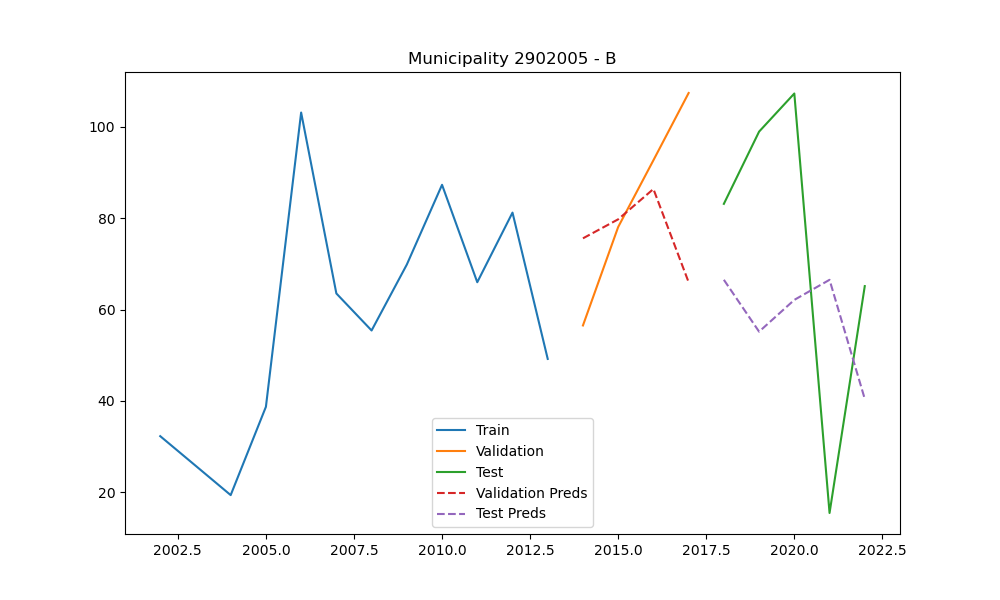 Municipality 2902005 - B
100
80
60
40
20
Train
Validation
Test
Validation Preds
Test Preds
2002.5 2005.0 2007.5 2010.0 2012.5 2015.0 2017.5 2020.0 2022.5